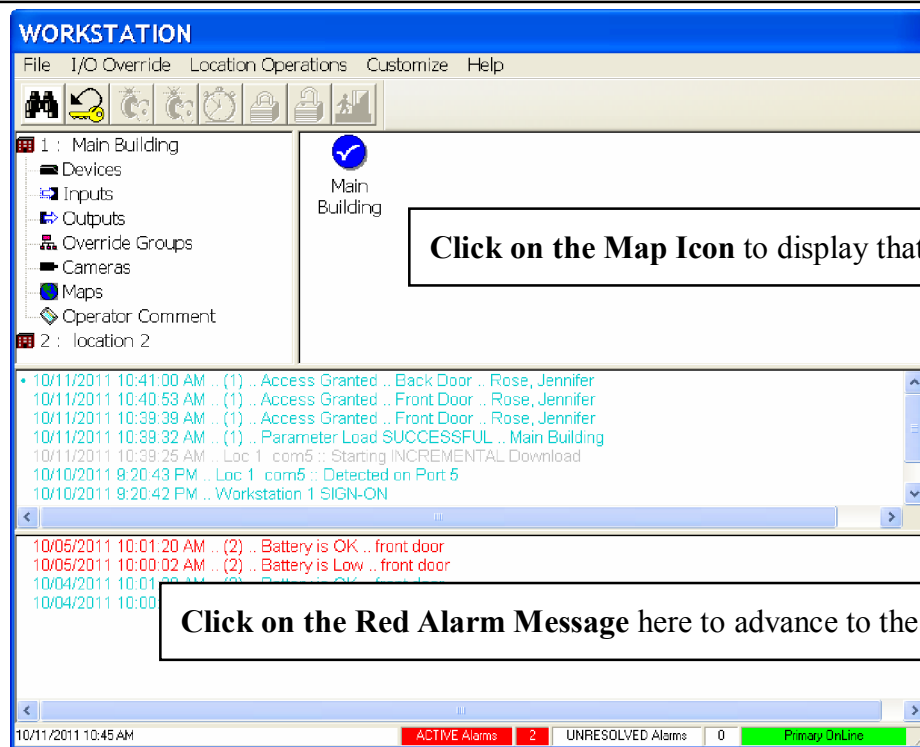 WORKSTATION
File I/O Override Location Operations Customize Help
1 : Main Building
Devices
Inputs
Outputs
Override Groups
Cameras
Maps
Operator Comment
2 : location 2
Main
Building
Click on the Map Icon to display that
10/11/2011 10:41:00 AM .. (1) .. Access Granted .. Back Door .. Rose, Jennifer
10/11/2011 10:40:53 AM .. (1) .. Access Granted .. Front Door .. Rose, Jennifer
10/11/2011 10:39:39 AM .. (1) .. Access Granted .. Front Door .. Rose, Jennifer
10/11/2011 10:39:32 AM .. (1) .. Parameter Load SUCCESSFUL .. Main Building
10/11/2011 10:39:25 AM .. Loc 1 com5 :: Starting INCREMENTAL Download
10/10/2011 9:20:43 PM .. Loc 1 com5 :: Detected on Port 5
10/10/2011 9:20:42 PM .. Workstation 1 SIGN-ON
10/05/2011 10:01:20 AM .. (2) .. Battery is OK .. front door
10/05/2011 10:00:02 AM .. (2) .. Battery is Low .. front door
10/04/2011 10:01
10/04/2011 10:00
Click on the Red Alarm Message here to advance to the
10/11/2011 10:45 AM ACTIVE Alarms 2 UNRESOLVED Alarms 0 Primary OnLine